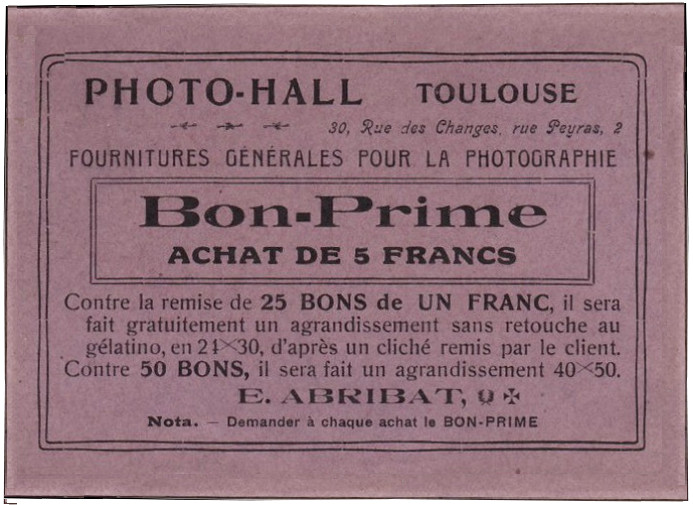 PHOTO-HALL TOULOUSE
30, Rue des Changes, rue Peyras, 2
FOURNITURES GÉNÉRALES POUR LA PHOTOGRAPHIE
Bon-Prime
ACHAT DE 5 FRANCS
Contre la remise de 25 BONS de UN FRANC, il sera
fait gratuitement un agrandissement sans retouche au
gélatino, en 24×30, d'après un cliché remis par le client.
Contre 50 BONS, il sera fait un agrandissement 40×50.
E. ABRIBAT,
Nota. — Demander à chaque achat le BON-PRIME